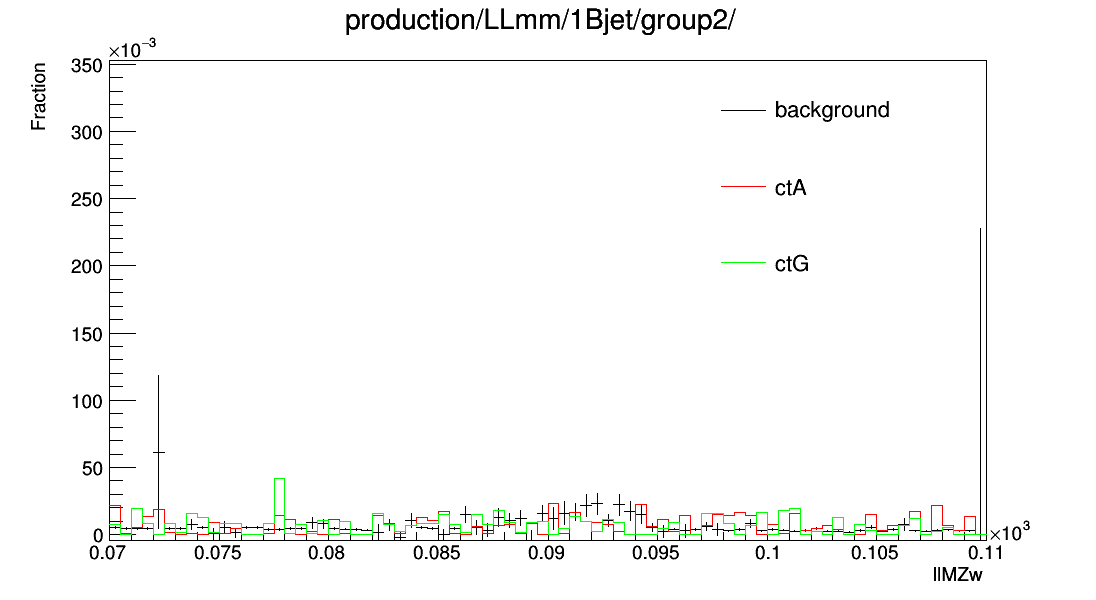 production/LLmm/1Bjet/group2/
×10⁻³
Fraction
350
300
250
200
150
100
50
0
background
ctA
ctG
0.07 0.075 0.08 0.085 0.09 0.095 0.1 0.105 0.11
×10³
llMZw